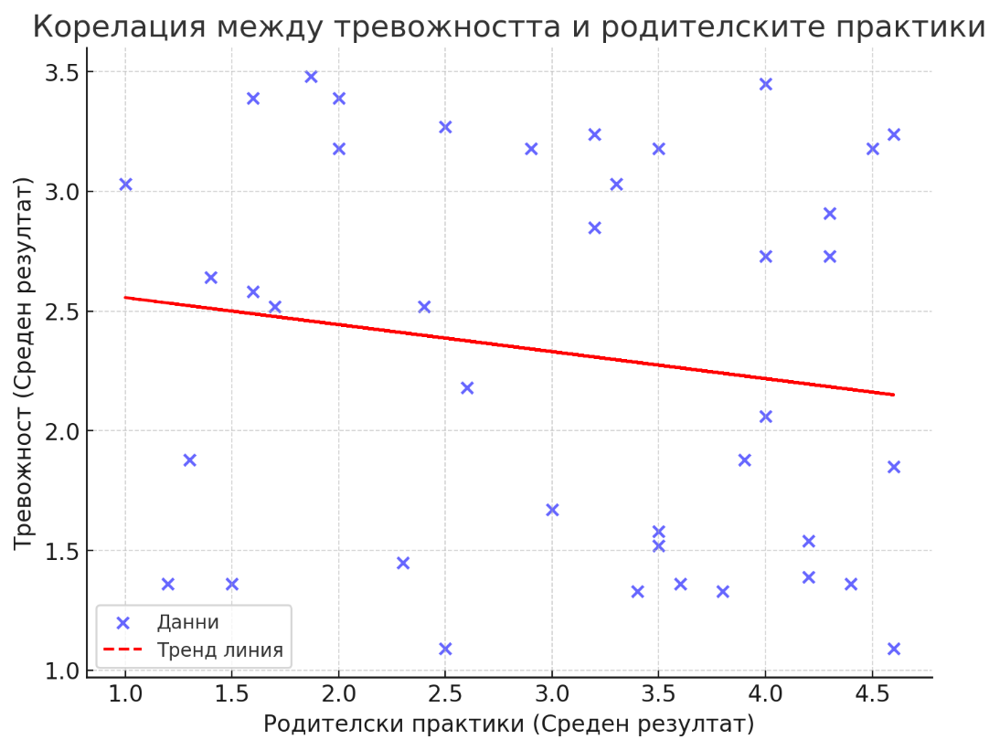 Корелация между тревожността и родителските практики
3.5
3.0
2.5
2.0
1.5
1.0
Тревожност (Среден резултат)
Данни
Тренд линия
1.0 1.5 2.0 2.5 3.0 3.5 4.0 4.5
Родителски практики (Среден резултат)